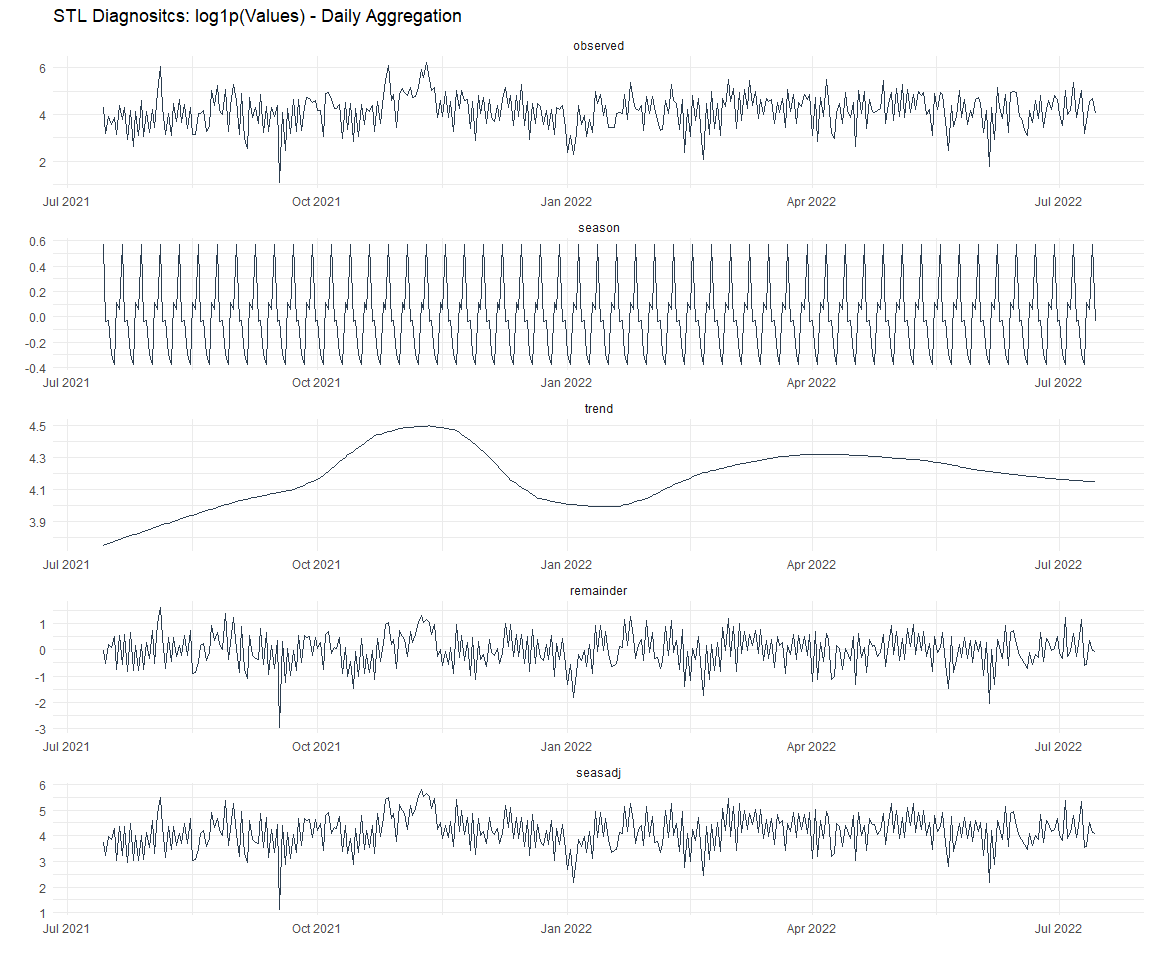 STL Diagnositcs: log1p(Values) - Daily Aggregation
observed
6
4
2
Jul 2021 Oct 2021 Jan 2022 Apr 2022 Jul 2022
season
0.6
0.4
0.2
0.0
-0.2
-0.4
Jul 2021 Oct 2021 Jan 2022 Apr 2022 Jul 2022
trend
4.5
4.3
4.1
3.9
Jul 2021 Oct 2021 Jan 2022 Apr 2022 Jul 2022
remainder
1
0
-1
-2
-3
Jul 2021 Oct 2021 Jan 2022 Apr 2022 Jul 2022
seasadj
6
5
4
3
2
1
Jul 2021 Oct 2021 Jan 2022 Apr 2022 Jul 2022